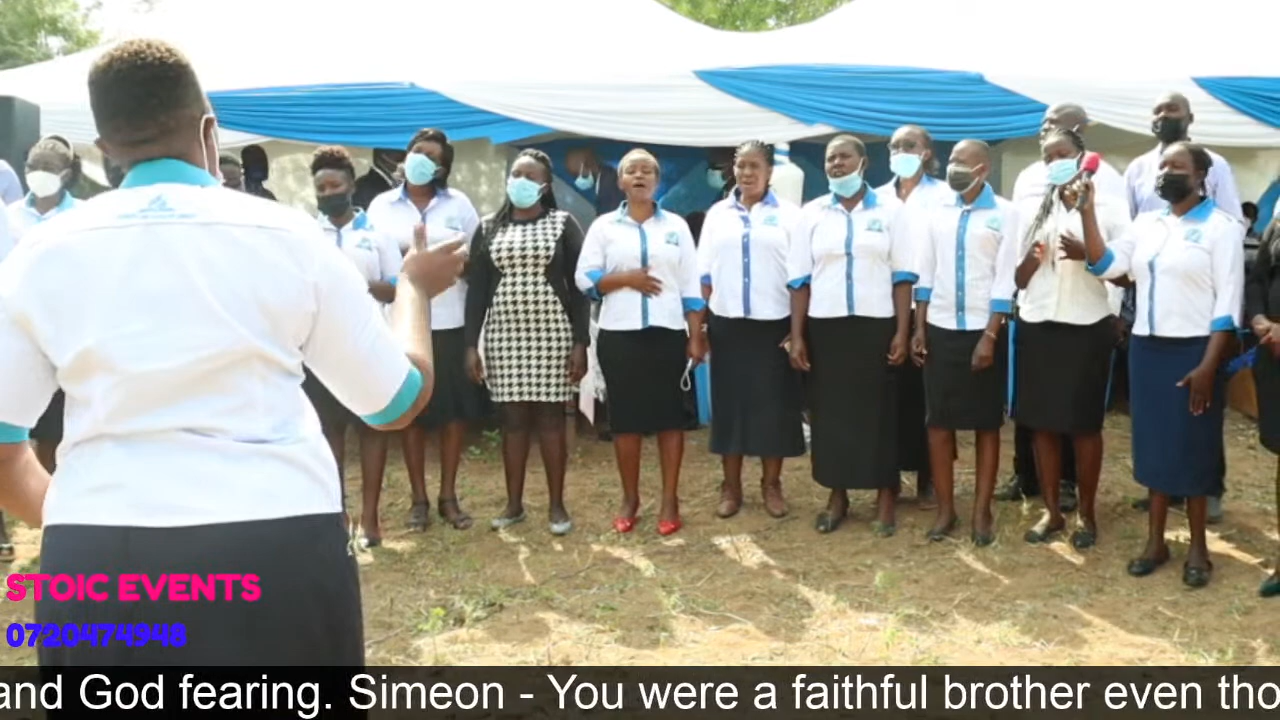 STOIC EVENTS
0720474948
and God fearing. Simeon - You were a faithful brother even tho